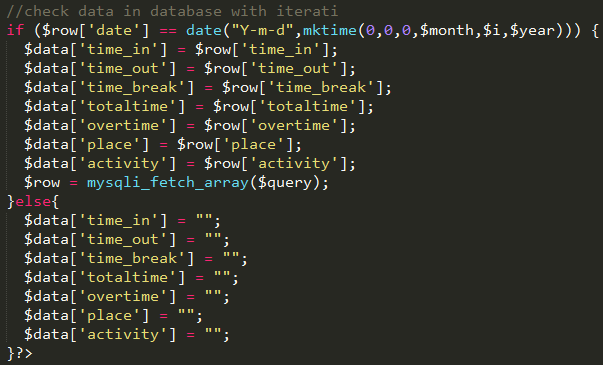 //check data in database with iterati
if ($row['date'] == date("Y-m-d",mktime(0,0,0,$month,$i,$year))) {
$data['time_in'] = $row['time_in'];
$data['time_out'] = $row['time_out'];
$data['time_break'] = $row['time_break'];
$data['totaltime'] = $row['totaltime'];
$data['overtime'] = $row['overtime'];
$data['place'] = $row['place'];
$data['activity'] = $row['activity'];
$row = mysqli_fetch_array($query);
}else{
$data['time_in'] = "";
$data['time_out'] = "";
$data['time_break'] = "";
$data['totaltime'] = "";
$data['overtime'] = "";
$data['place'] = "";
$data['activity'] = "";
}?>